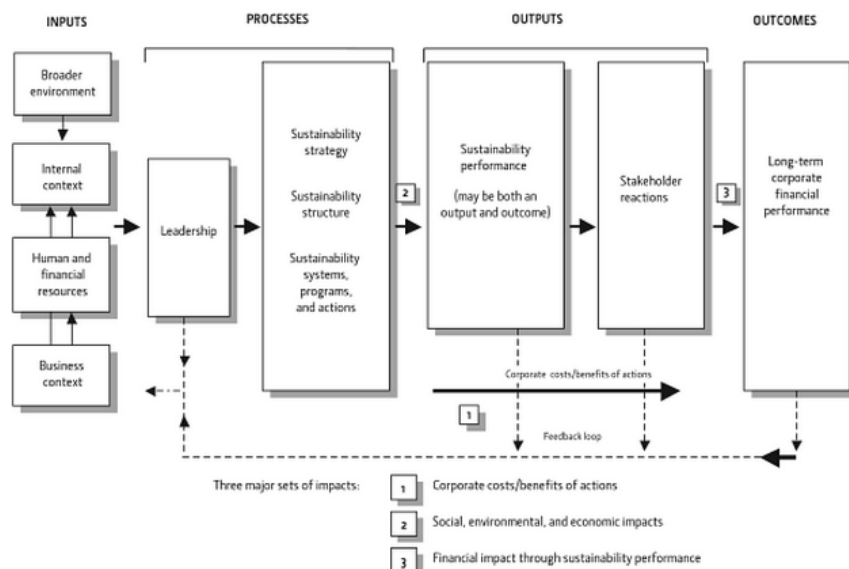 INPUTS
PROCESSES
OUTPUTS
OUTCOMES
Broader
environment
Internal
context
Human and
financial
resources
Business
context
Leadership
Sustainability
strategy
Sustainability
structure
Sustainability
systems,
programs,
and actions
2
Sustainability
performance
(may be both an
output and outcome)
Stakeholder
reactions
3
Long-term
corporate
financial
performance
Corporate costs/benefits of actions
1
Feedback loop
Three major sets of impacts:
1 Corporate costs/benefits of actions
2 Social, environmental, and economic impacts
3 Financial impact through sustainability performance